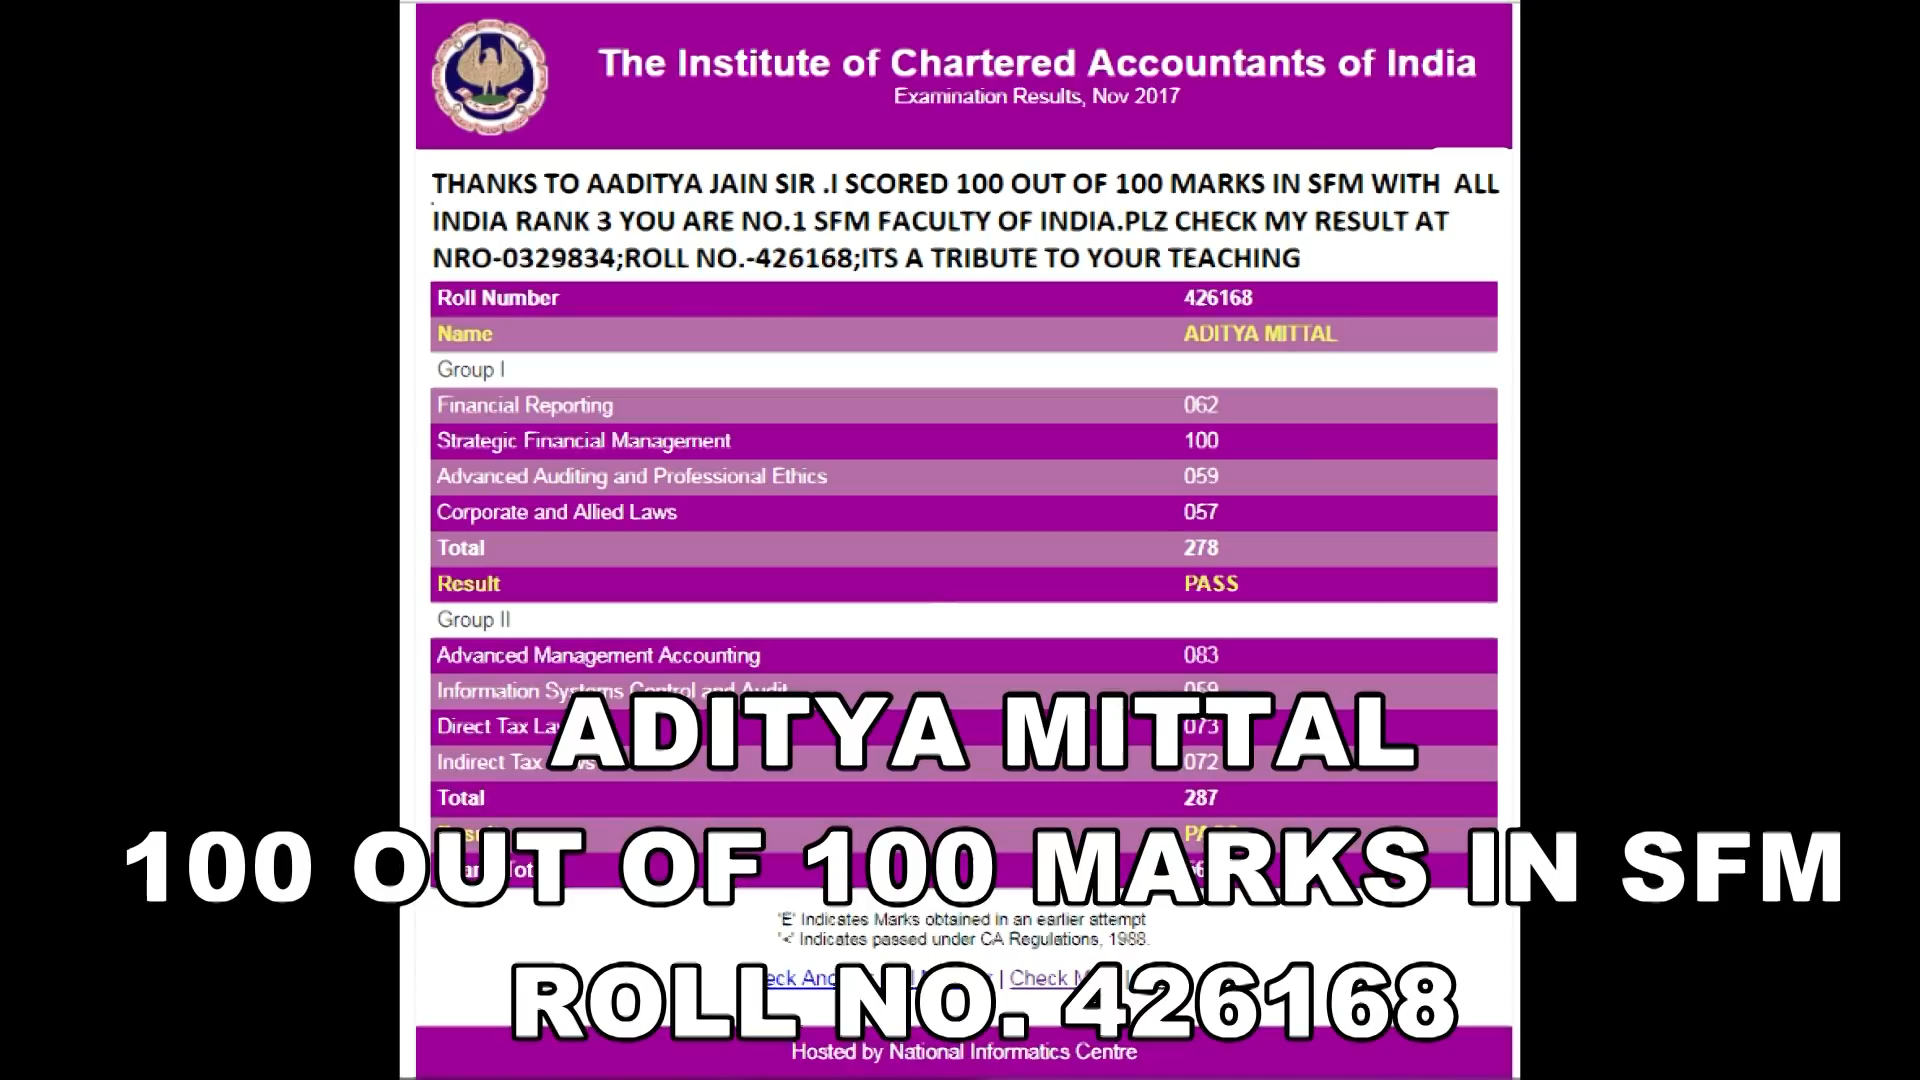 The Institute of Chartered Accountants of India
Examination Results, Nov 2017
THANKS TO AADITYA JAIN SIR .I SCORED 100 OUT OF 100 MARKS IN SFM WITH ALL
INDIA RANK 3 YOU ARE NO.1 SFM FACULTY OF INDIA.PLZ CHECK MY RESULT AT
NRO-0329834;ROLL NO.-426168;ITS A TRIBUTE TO YOUR TEACHING
Roll Number 426168
Name ADITYA MITTAL
Group I
Financial Reporting 062
Strategic Financial Management 100
Advanced Auditing and Professional Ethics 059
Corporate and Allied Laws 057
Total 278
Result PASS
Group II
Advanced Management Accounting 083
Information Systems Control and Audit 059
Direct Tax 073
ADITYA MITTAL
Indirect Tax 072
Total 287
100 OUT OF 100 MARKS IN SFM
'E' Indicates Marks obtained in an earlier attempt
'<' Indicates passed under CA Regulations, 1988.
| Check
ROLL NO. 426168
Hosted by National Informatics Centre